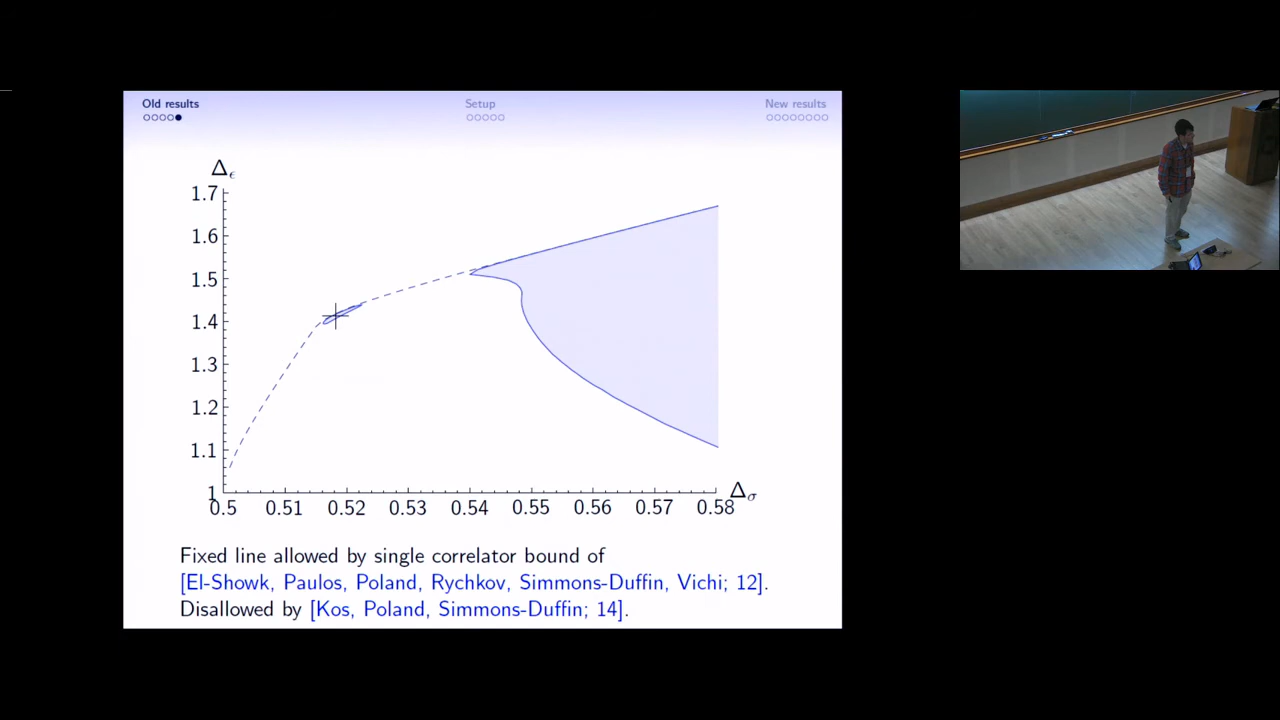 Old results
Setup
New results
Δϵ
1.7
1.6
1.5
1.4
1.3
1.2
1.1
1
0.5 0.51 0.52 0.53 0.54 0.55 0.56 0.57 0.58
Δσ
Fixed line allowed by single correlator bound of
[El-Showk, Paulos, Poland, Rychkov, Simmons-Duffin, Vichi; 12].
Disallowed by [Kos, Poland, Simmons-Duffin; 14].